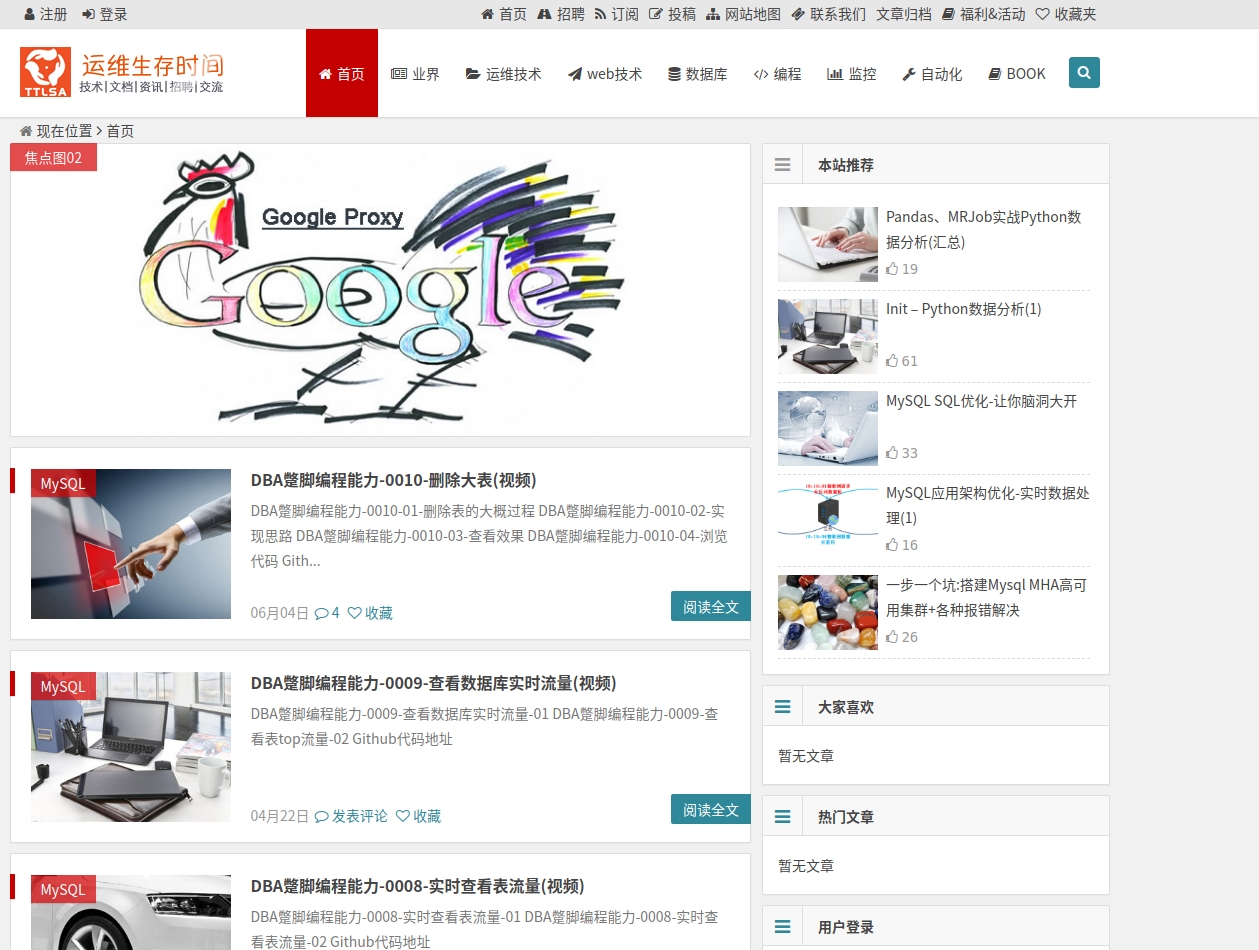 注册 登录 首页 招聘 订阅 投稿 网站地图 联系我们 文章归档 福利&活动 收藏夹
TTLSA
运维生存时间
技术|文档|资讯|招聘|交流
首页 业界 运维技术 web技术 数据库 编程 监控 自动化 BOOK
现在位置 首页
焦点图02
Google Proxy
Google
MySQL
DBA蹩脚编程能力-0010-删除大表(视频)
DBA蹩脚编程能力-0010-01-删除表的大概过程 DBA蹩脚编程能力-0010-02-实
现思路 DBA蹩脚编程能力-0010-03-查看效果 DBA蹩脚编程能力-0010-04-浏览
代码 Gith...
06月04日 4 收藏
阅读全文
MySQL
DBA蹩脚编程能力-0009-查看数据库实时流量(视频)
DBA蹩脚编程能力-0009-查看数据库实时流量-01 DBA蹩脚编程能力-0009-查
看表top流量-02 Github代码地址
04月22日 发表评论 收藏
阅读全文
MySQL
DBA蹩脚编程能力-0008-实时查看表流量(视频)
DBA蹩脚编程能力-0008-实时查看表流量-01 DBA蹩脚编程能力-0008-实时查
看表流量-02 Github代码地址
本站推荐
Pandas、MRJob实战Python数
据分析(汇总)
19
Init – Python数据分析(1)
61
MySQL SQL优化-让你脑洞大开
33
MySQL应用架构优化-实时数据处
理(1)
16
一步一个坑:搭建Mysql MHA高可
用集群+各种报错解决
26
大家喜欢
暂无文章
热门文章
暂无文章
用户登录